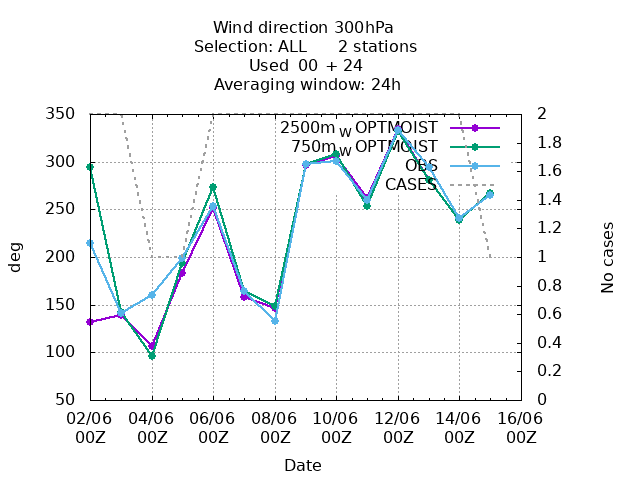 Wind direction 300hPa
Selection: ALL 2 stations
Used 00 + 24
Averaging window: 24h
350
300
250
200
150
100
50
deg
2
1.8
1.6
1.4
1.2
1
0.8
0.6
0.4
0.2
0
No cases
2500m W OPTMOIST
750m W OPTMOIST
OBS
CASES
02/06 04/06 06/06 08/06 10/06 12/06 14/06 16/06
00Z 00Z 00Z 00Z 00Z 00Z 00Z 00Z
Date